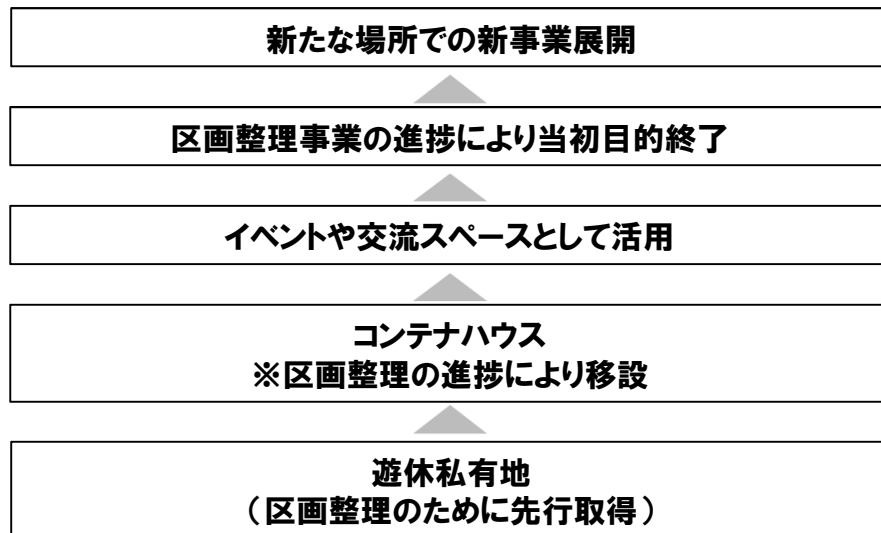 新たな場所での新事業展開
区画整理事業の進捗により当初目的終了
イベントや交流スペースとして活用
コンテナハウス
※区画整理の進捗により移設
遊休私有地
（区画整理のために先行取得）